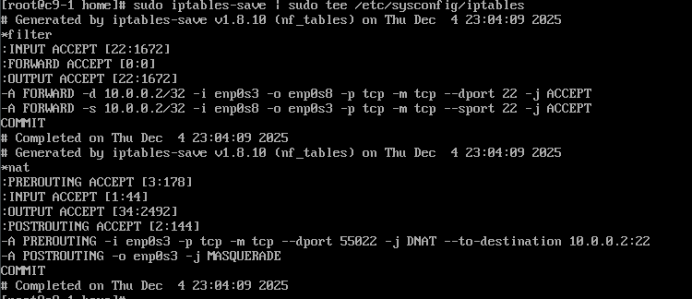 [root@c9-1 home]# sudo iptables-save | sudo tee /etc/sysconfig/iptables
# Generated by iptables-save v1.8.10 (nf_tables) on Thu Dec  4 23:04:09 2025
*filter
:INPUT ACCEPT [22:1672]
:FORWARD ACCEPT [0:0]
:OUTPUT ACCEPT [22:1672]
-A FORWARD -d 10.0.0.2/32 -i enp0s3 -o enp0s8 -p tcp -m tcp --dport 22 -j ACCEPT
-A FORWARD -s 10.0.0.2/32 -i enp0s8 -o enp0s3 -p tcp -m tcp --sport 22 -j ACCEPT
COMMIT
# Completed on Thu Dec  4 23:04:09 2025
# Generated by iptables-save v1.8.10 (nf_tables) on Thu Dec  4 23:04:09 2025
*nat
:PREROUTING ACCEPT [3:178]
:INPUT ACCEPT [1:44]
:OUTPUT ACCEPT [34:2492]
:POSTROUTING ACCEPT [2:144]
-A PREROUTING -i enp0s3 -p tcp -m tcp --dport 55022 -j DNAT --to-destination 10.0.0.2:22
-A POSTROUTING -o enp0s3 -j MASQUERADE
COMMIT
# Completed on Thu Dec  4 23:04:09 2025
[root@c9-1 home]#